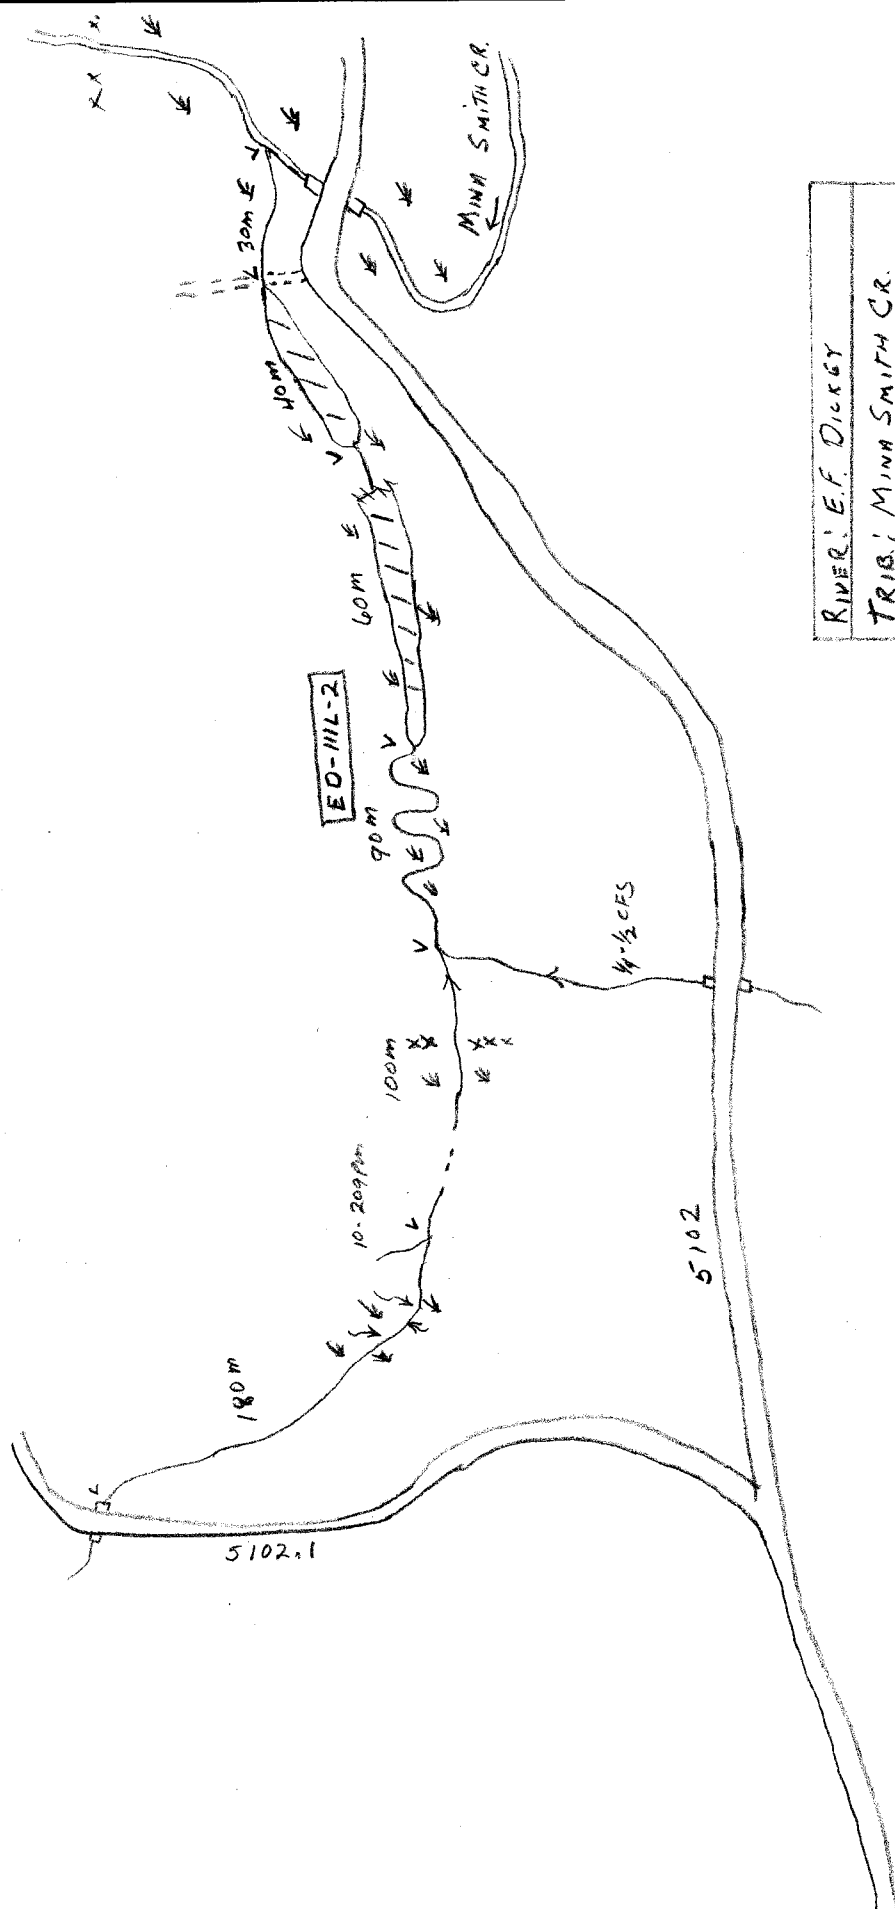 MINA SMITH CR.
30m
40m
60m
ED-111L-2
90m
1/4-1/2 CFS
100m
10-20gpm
180m
5102
5102.1
RIVER: E.F. DICKEY
TRIB.: MINA SMITH CR.